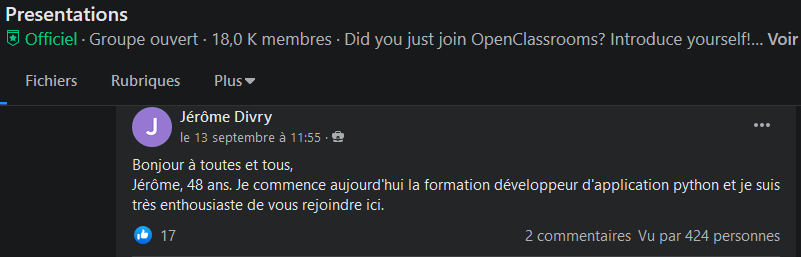 Presentations
Officiel · Groupe ouvert · 18,0 K membres · Did you just join OpenClassrooms? Introduce yourself!... Voir
Fichiers Rubriques Plus
J Jérôme Divry
le 13 septembre à 11:55 ·
Bonjour à toutes et tous,
Jérôme, 48 ans. Je commence aujourd'hui la formation développeur d'application python et je suis
très enthousiaste de vous rejoindre ici.
17 2 commentaires Vu par 424 personnes